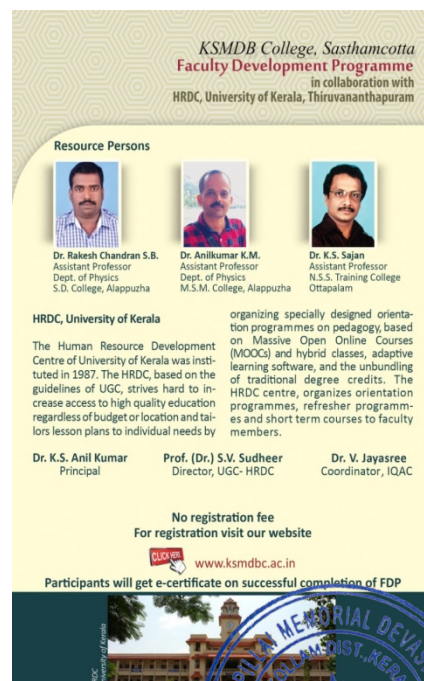 KSMDB College, Sasthamcotta
Faculty Development Programme
in collaboration with
HRDC, University of Kerala, Thiruvananthapuram
Resource Persons
Dr. Rakesh Chandran S.B.
Assistant Professor
Dept. of Physics
S.D. College, Alappuzha
Dr. Anilkumar K.M.
Assistant Professor
Dept. of Physics
M.S.M. College, Alappuzha
Dr. K.S. Sajan
Assistant Professor
N.S.S. Training College
Ottapalam
HRDC, University of Kerala
The Human Resource Development
Centre of University of Kerala was insti-
tuted in 1987. The HRDC, based on the
guidelines of UGC, strives hard to in-
crease access to high quality education
regardless of budget or location and tai-
lors lesson plans to individual needs by
organizing specially designed orienta-
tion programmes on pedagogy, based
on Massive Open Online Courses
(MOOCs) and hybrid classes, adaptive
learning software, and the unbundling
of traditional degree credits. The
HRDC centre, organizes orientation
programmes, refresher programm-
es and short term courses to faculty
members.
Dr. K.S. Anil Kumar
Principal
Prof. (Dr.) S.V. Sudheer
Director, UGC- HRDC
Dr. V. Jayasree
Coordinator, IQAC
No registration fee
For registration visit our website
CLICK HERE
www.ksmdbc.ac.in
Participants will get e-certificate on successful completion of FDP
HRDC
University of Kerala
PILLAI MEMORIAL DEVAS
DIST., KERA